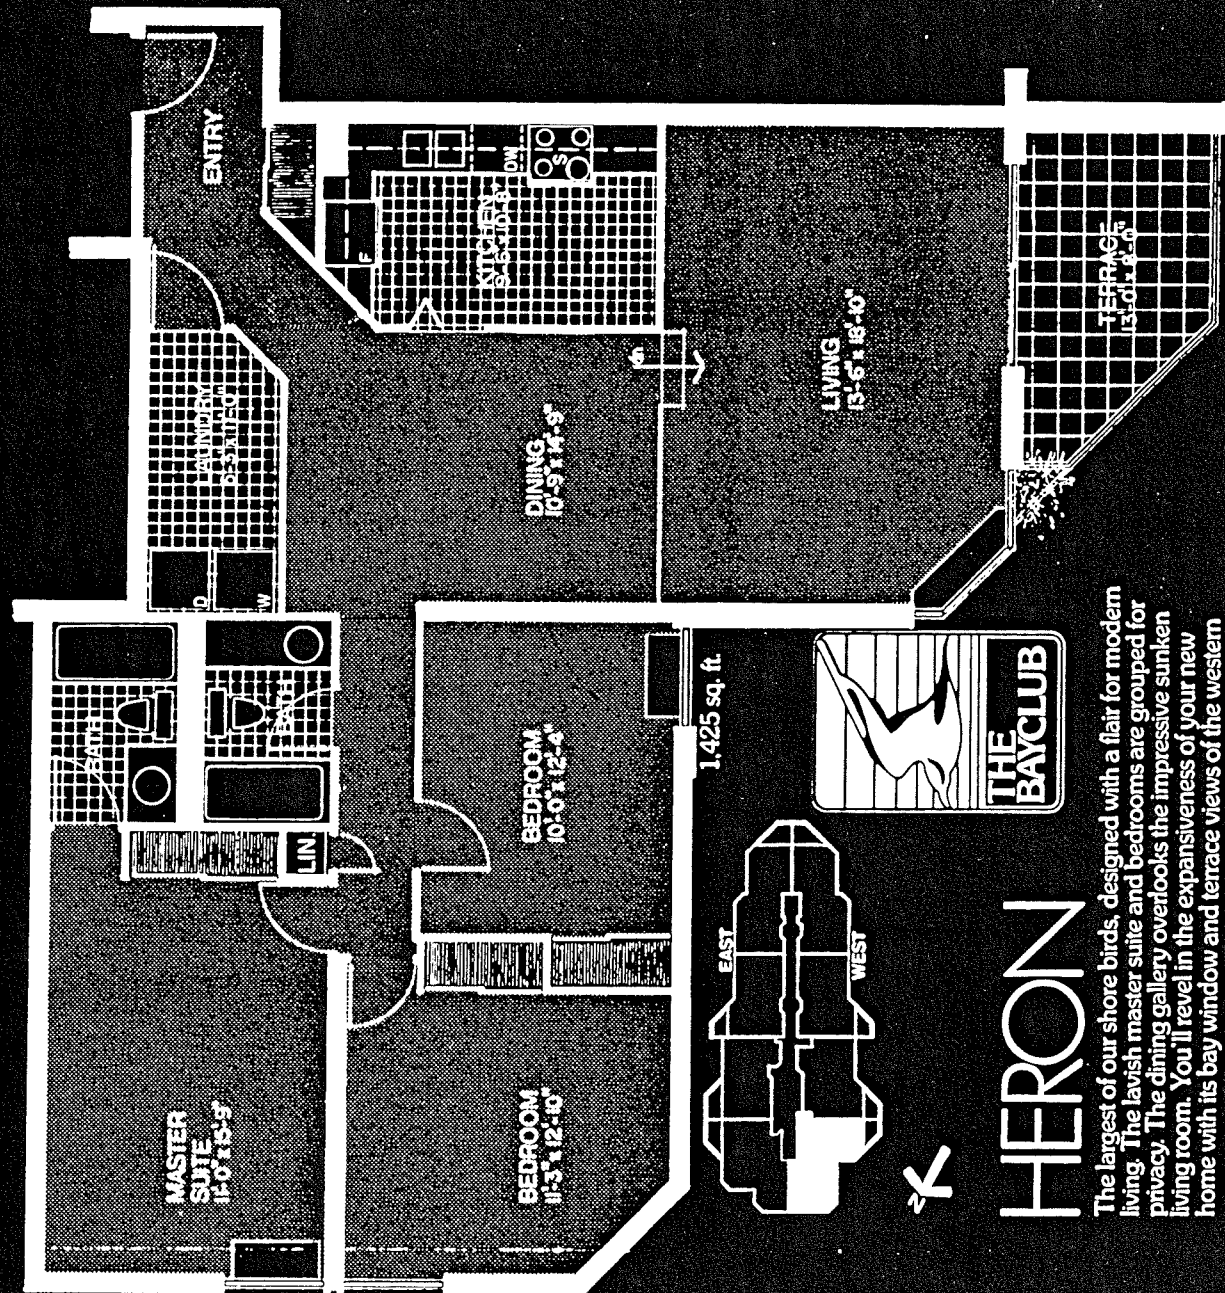 ENTRY
KITCHEN
9'-6" x 10'-8"
DW
S
F
LAUNDRY
D
W
DINING
10'-9" x 14'-9"
dn
LIVING
13'-6" x 18'-10"
TERRACE
13'-0" x 8'-0"
BATH
BATH
LIN.
BEDROOM
10'-0" x 12'-4"
MASTER
SUITE
11'-0" x 15'-9"
BEDROOM
11'-3" x 12'-10"
1,425 sq. ft.
THE
BAYCLUB
EAST
WEST
N
HERON
The largest of our shore birds, designed with a flair for modern
living. The lavish master suite and bedrooms are grouped for
privacy. The dining gallery overlooks the impressive sunken
living room. You'll revel in the expansiveness of your new
home with its bay window and terrace views of the western